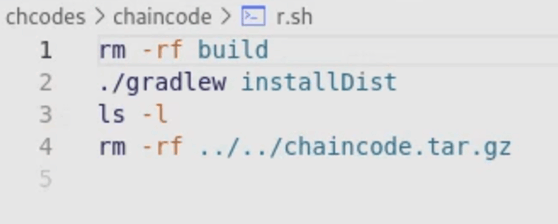 chcodes > chaincode > r.sh
1 rm -rf build
2 ./gradlew installDist
3 ls -l
4 rm -rf ../../chaincode.tar.gz
5